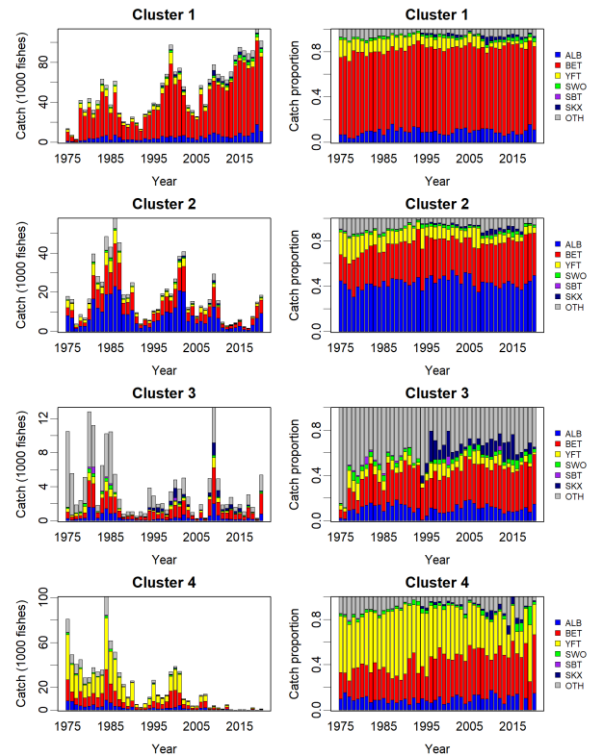 Cluster 1
Catch (1000 fishes)
0 40 80
1975 1985 1995 2005 2015
Year
Cluster 1
Catch proportion
0.0 0.4 0.8
1975 1985 1995 2005 2015
Year
ALB
BET
YFT
SWO
SBT
SKX
OTH
Cluster 2
Catch (1000 fishes)
0 20 40
1975 1985 1995 2005 2015
Year
Cluster 2
Catch proportion
0.0 0.4 0.8
1975 1985 1995 2005 2015
Year
ALB
BET
YFT
SWO
SBT
SKX
OTH
Cluster 3
Catch (1000 fishes)
0 4 8 12
1975 1985 1995 2005 2015
Year
Cluster 3
Catch proportion
0.0 0.4 0.8
1975 1985 1995 2005 2015
Year
ALB
BET
YFT
SWO
SBT
SKX
OTH
Cluster 4
Catch (1000 fishes)
0 20 60 100
1975 1985 1995 2005 2015
Year
Cluster 4
Catch proportion
0.0 0.4 0.8
1975 1985 1995 2005 2015
Year
ALB
BET
YFT
SWO
SBT
SKX
OTH